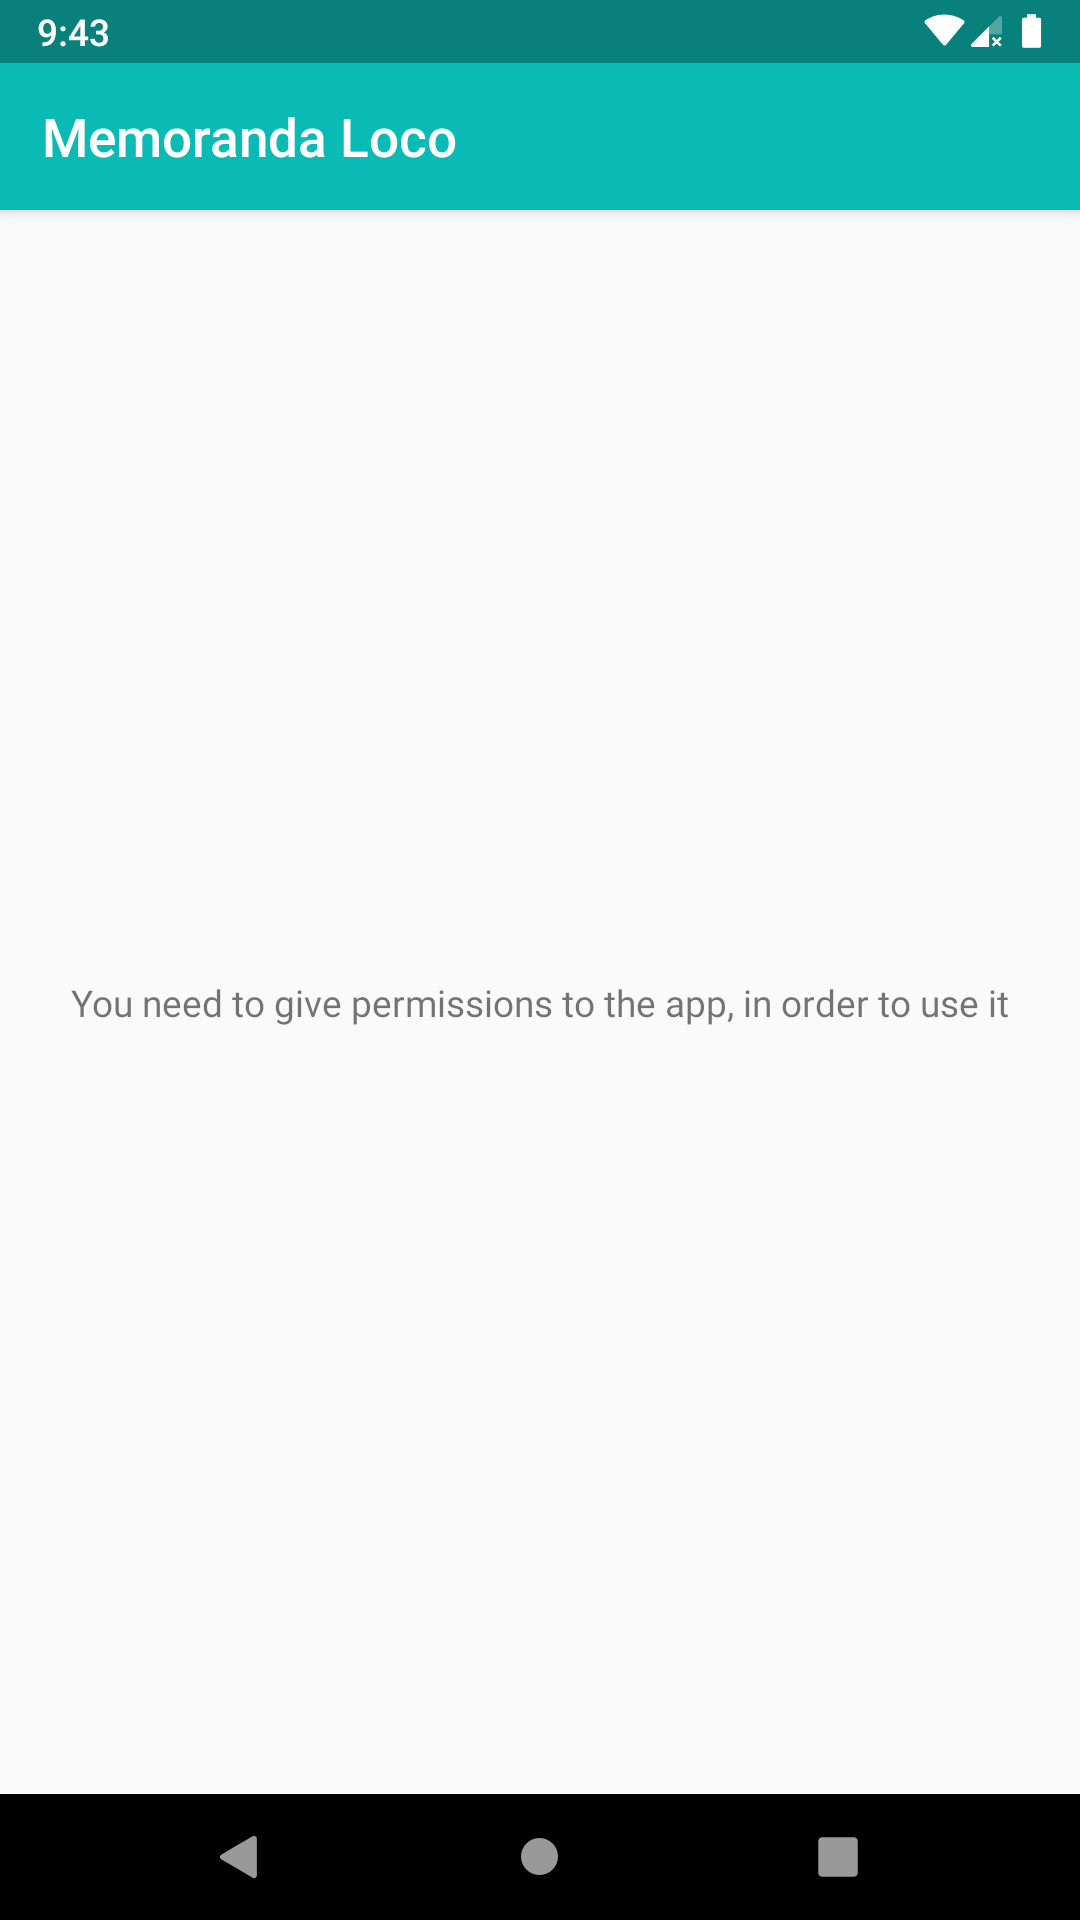 9:43
Memoranda Loco
You need to give permissions to the app, in order to use it